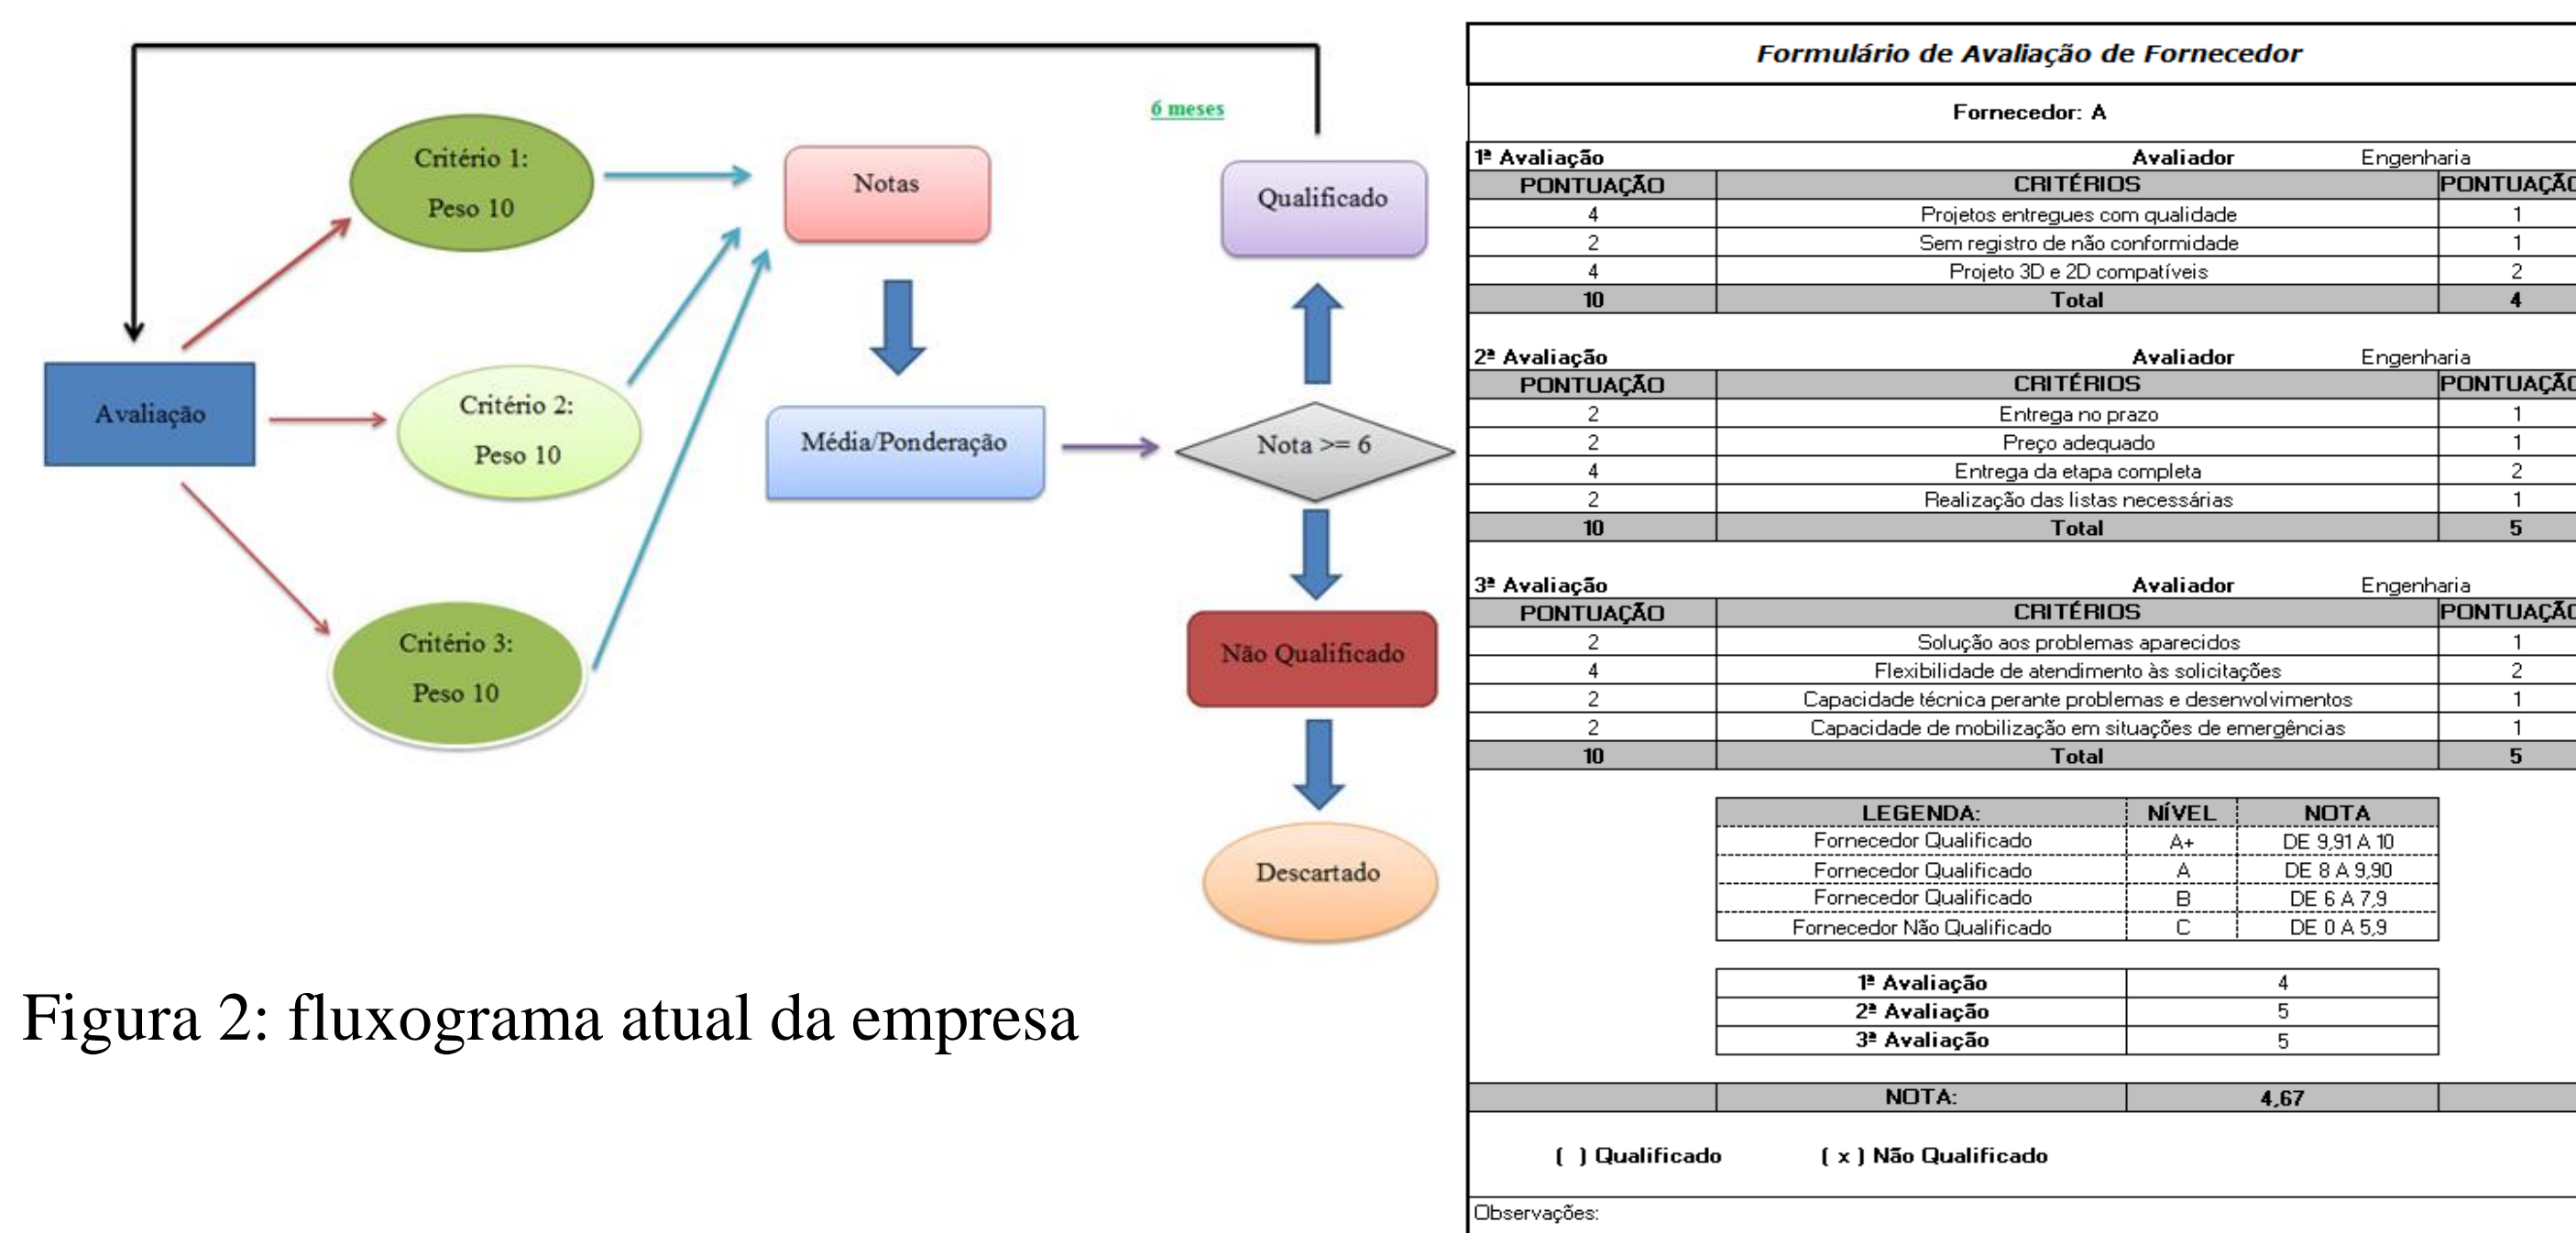 6 meses
Critério 1:
Peso 10
Notas
Qualificado
Avaliação
Critério 2:
Peso 10
Média/Ponderação
Nota >= 6
Critério 3:
Peso 10
Não Qualificado
Descartado
Figura 2: fluxograma atual da empresa
Formulário de Avaliação de Fornecedor
Fornecedor: A
1ª Avaliação Avaliador Engenharia
PONTUAÇÃO CRITÉRIOS PONTUAÇÃO
4 Projetos entregues com qualidade 1
2 Sem registro de não conformidade 1
4 Projeto 3D e 2D compatíveis 2
10 Total 4
2ª Avaliação Avaliador Engenharia
PONTUAÇÃO CRITÉRIOS PONTUAÇÃO
2 Entrega no prazo 1
2 Preço adequado 1
4 Entrega da etapa completa 2
2 Realização das listas necessárias 1
10 Total 5
3ª Avaliação Avaliador Engenharia
PONTUAÇÃO CRITÉRIOS PONTUAÇÃO
2 Solução aos problemas aparecidos 1
4 Flexibilidade de atendimento às solicitações 2
2 Capacidade técnica perante problemas e desenvolvimentos 1
2 Capacidade de mobilização em situações de emergências 1
10 Total 5
LEGENDA: NÍVEL NOTA
Fornecedor Qualificado A+ DE 9,91 A 10
Fornecedor Qualificado A DE 8 A 9,90
Fornecedor Qualificado B DE 6 A 7,9
Fornecedor Não Qualificado C DE 0 A 5,9
1ª Avaliação 4
2ª Avaliação 5
3ª Avaliação 5
NOTA: 4,67
( ) Qualificado ( x ) Não Qualificado
Observações: